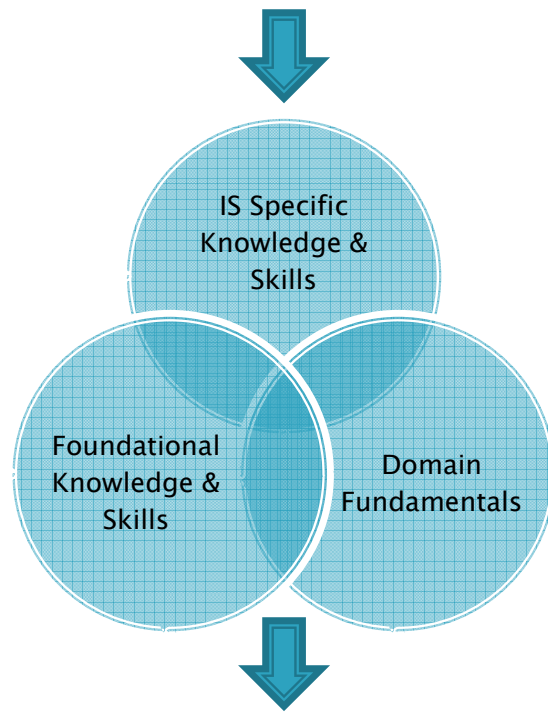 IS Specific
Knowledge &
Skills
Foundational
Knowledge &
Skills
Domain
Fundamentals